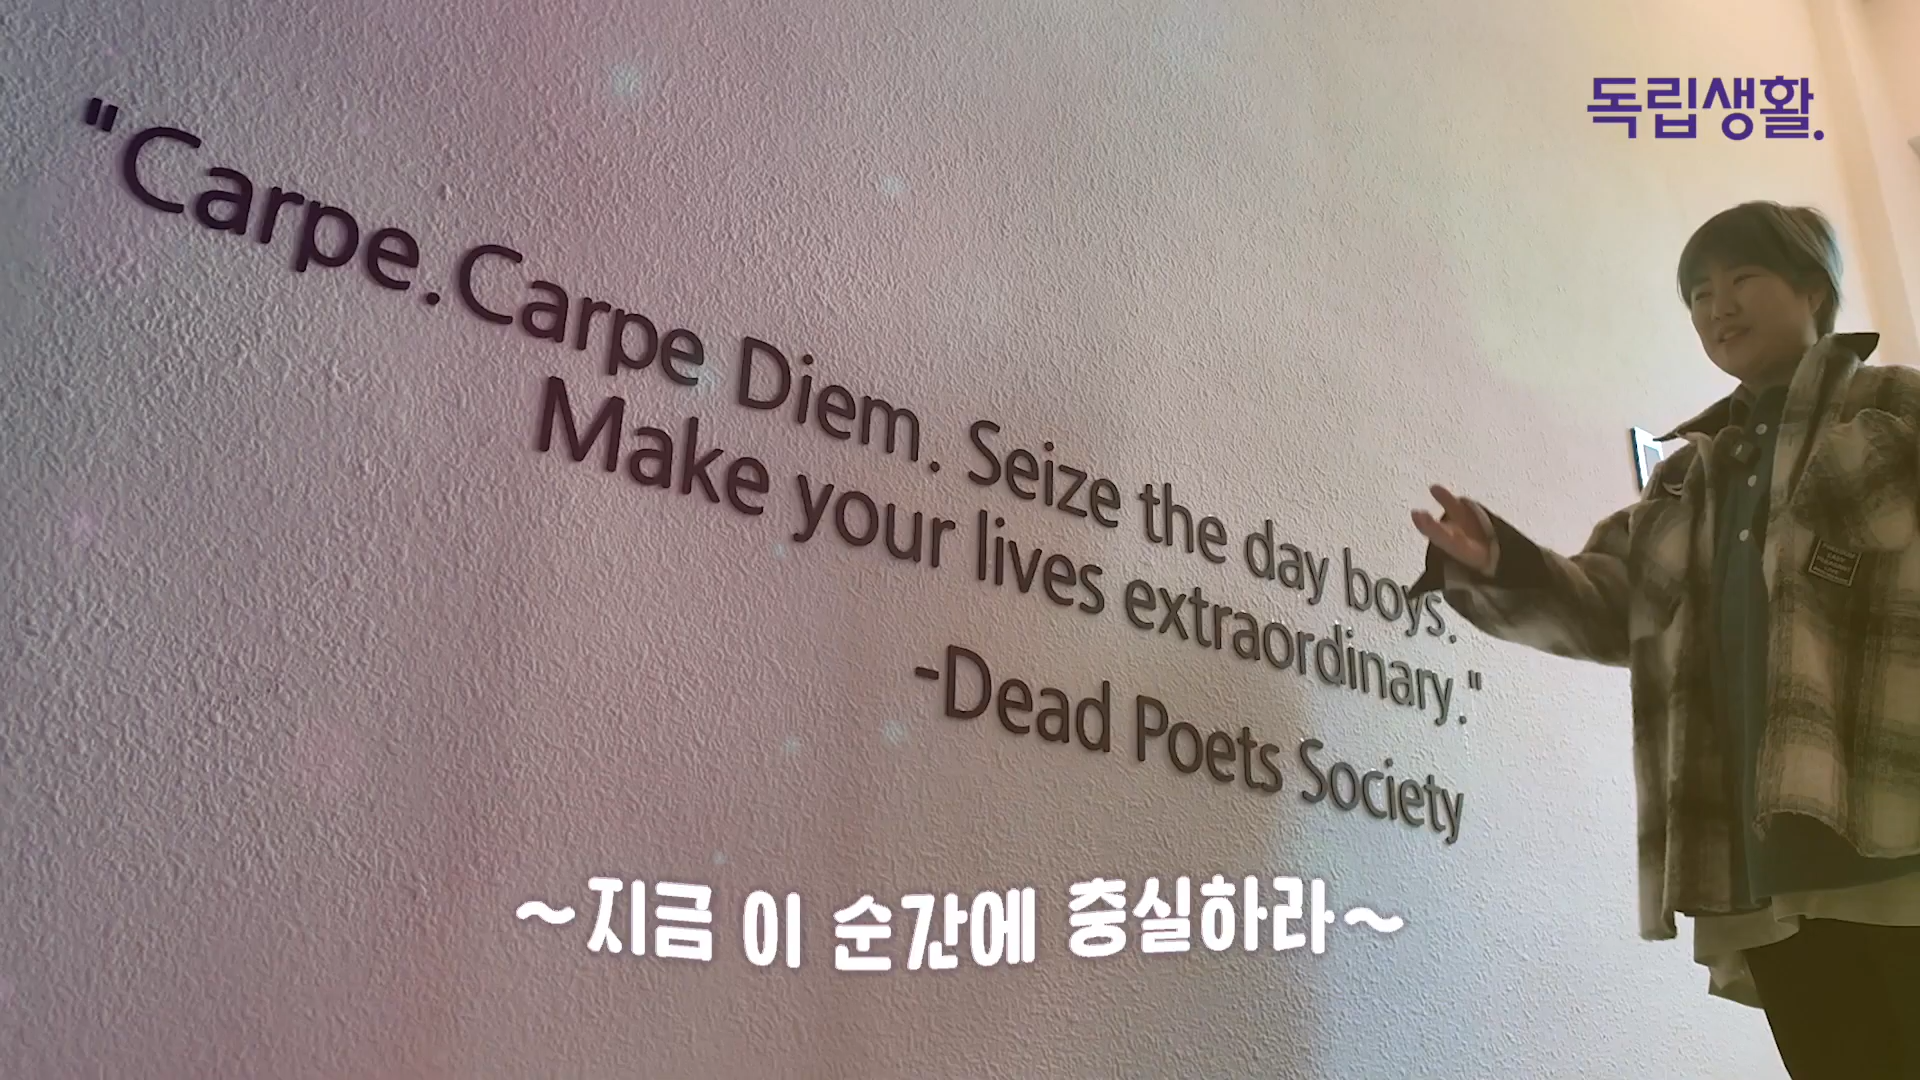 독립생활.
"Carpe.Carpe Diem. Seize the day boys.
Make your lives extraordinary."
-Dead Poets Society
~지금 이 순간에 충실하라~